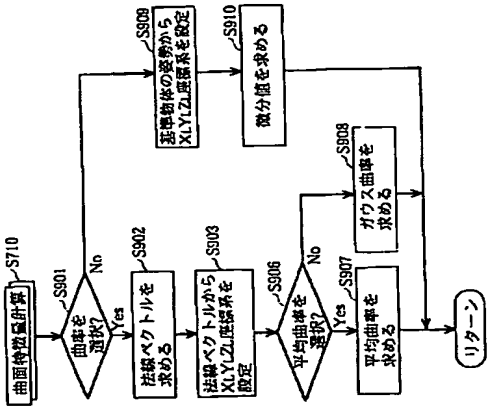 曲面特徴量計算
S710
S901
曲率を
選択?
No
Yes
S902
法線ベクトルを
求める
S903
法線ベクトルから
XLYLZL座標系を
設定
S906
平均曲率を
選択?
No
Yes
S907
平均曲率を
求める
S908
ガウス曲率を
求める
S909
基準物体の姿勢から
XLYLZL座標系を設定
S910
微分値を求める
リターン